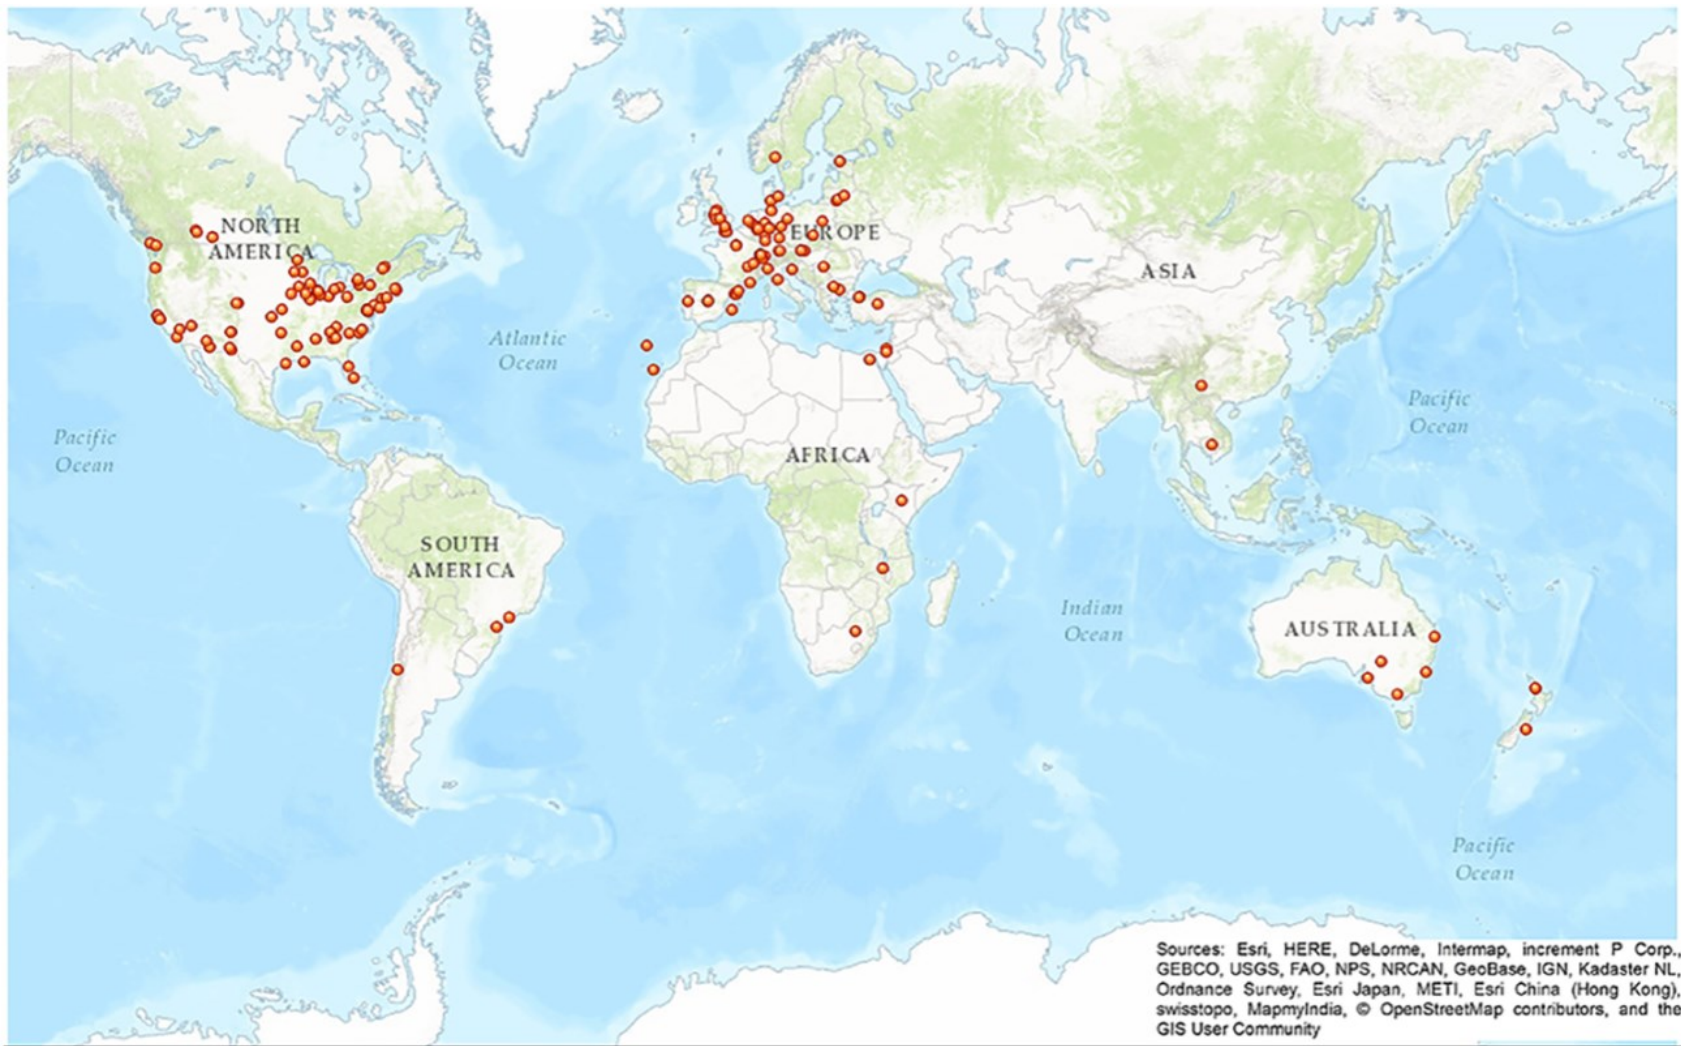 NORTH
AMERICA
EUROPE
ASIA
Atlantic
Ocean
Pacific
Ocean
Pacific
Ocean
AFRICA
SOUTH
AMERICA
Indian
Ocean
AUSTRALIA
Pacific
Ocean
Sources: Esri, HERE, DeLorme, Intermap, increment P Corp.,
GEBCO, USGS, FAO, NPS, NRCAN, GeoBase, IGN, Kadaster NL,
Ordnance Survey, Esri Japan, METI, Esri China (Hong Kong),
swisstopo, MapmyIndia, © OpenStreetMap contributors, and the
GIS User Community